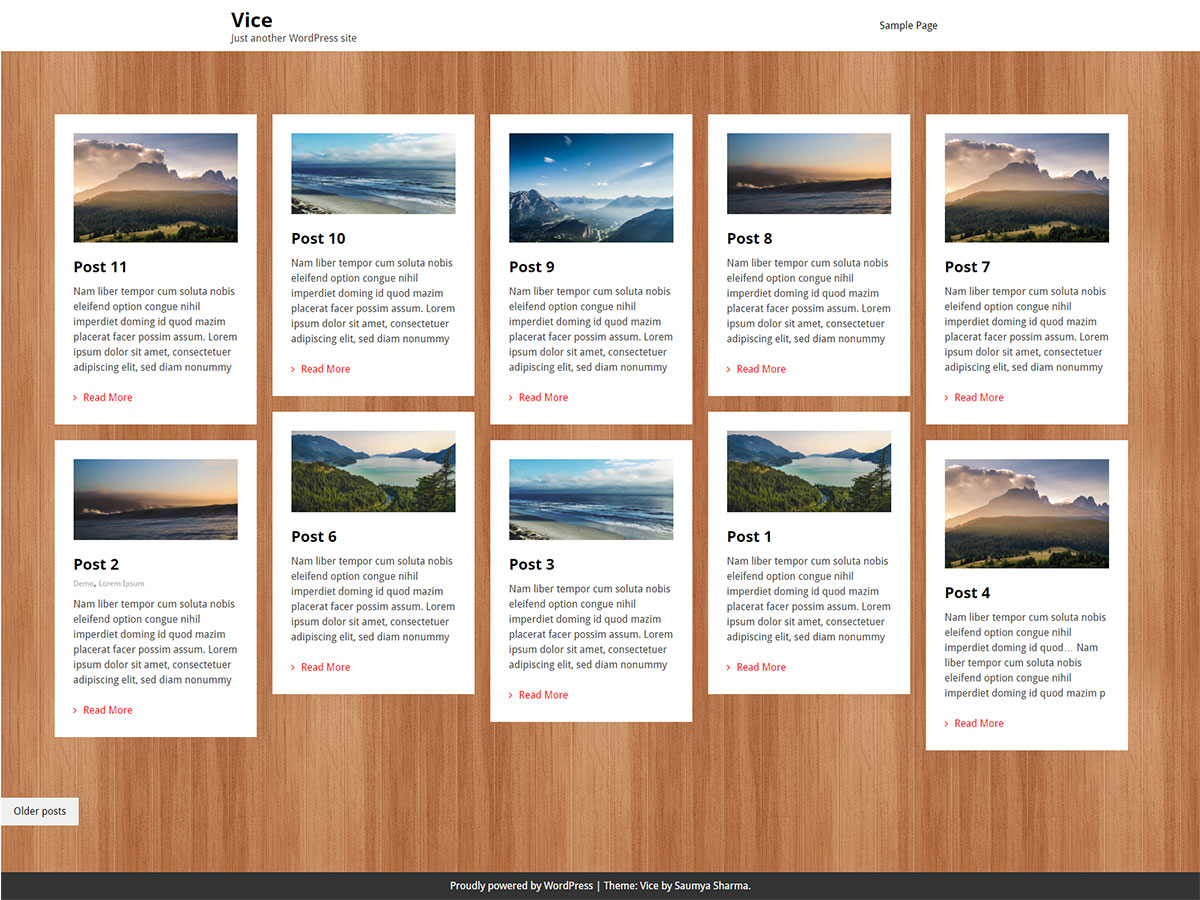 Vice
Just another WordPress site
Sample Page
Post 11
Nam liber tempor cum soluta nobis
eleifend option congue nihil
imperdiet doming id quod mazim
placerat facer possim assum. Lorem
ipsum dolor sit amet, consectetuer
adipiscing elit, sed diam nonummy
Read More
Post 10
Nam liber tempor cum soluta nobis
eleifend option congue nihil
imperdiet doming id quod mazim
placerat facer possim assum. Lorem
ipsum dolor sit amet, consectetuer
adipiscing elit, sed diam nonummy
Read More
Post 9
Nam liber tempor cum soluta nobis
eleifend option congue nihil
imperdiet doming id quod mazim
placerat facer possim assum. Lorem
ipsum dolor sit amet, consectetuer
adipiscing elit, sed diam nonummy
Read More
Post 8
Nam liber tempor cum soluta nobis
eleifend option congue nihil
imperdiet doming id quod mazim
placerat facer possim assum. Lorem
ipsum dolor sit amet, consectetuer
adipiscing elit, sed diam nonummy
Read More
Post 7
Nam liber tempor cum soluta nobis
eleifend option congue nihil
imperdiet doming id quod mazim
placerat facer possim assum. Lorem
ipsum dolor sit amet, consectetuer
adipiscing elit, sed diam nonummy
Read More
Post 2
Demo, Lorem Ipsum
Nam liber tempor cum soluta nobis
eleifend option congue nihil
imperdiet doming id quod mazim
placerat facer possim assum. Lorem
ipsum dolor sit amet, consectetuer
adipiscing elit, sed diam nonummy
Read More
Post 6
Nam liber tempor cum soluta nobis
eleifend option congue nihil
imperdiet doming id quod mazim
placerat facer possim assum. Lorem
ipsum dolor sit amet, consectetuer
adipiscing elit, sed diam nonummy
Read More
Post 3
Nam liber tempor cum soluta nobis
eleifend option congue nihil
imperdiet doming id quod mazim
placerat facer possim assum. Lorem
ipsum dolor sit amet, consectetuer
adipiscing elit, sed diam nonummy
Read More
Post 1
Nam liber tempor cum soluta nobis
eleifend option congue nihil
imperdiet doming id quod mazim
placerat facer possim assum. Lorem
ipsum dolor sit amet, consectetuer
adipiscing elit, sed diam nonummy
Read More
Post 4
Nam liber tempor cum soluta nobis
eleifend option congue nihil
imperdiet doming id quod… Nam
liber tempor cum soluta nobis
eleifend option congue nihil
imperdiet doming id quod mazim p
Read More
Older posts
Proudly powered by WordPress | Theme: Vice by Saumya Sharma.